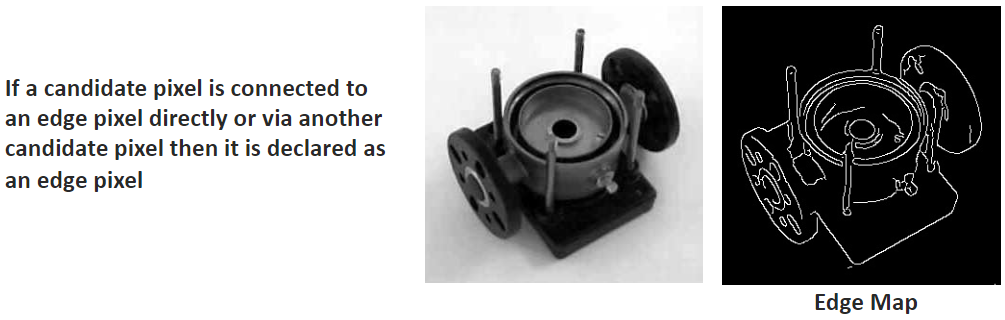 If a candidate pixel is connected to
an edge pixel directly or via another
candidate pixel then it is declared as
an edge pixel
Edge Map